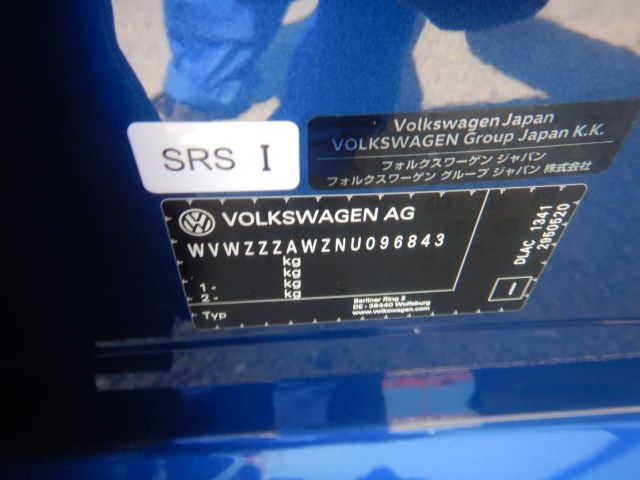 Volkswagen Japan
VOLKSWAGEN Group Japan K.K.
フォルクスワーゲン ジャパン
フォルクスワーゲン グループ ジャパン 株式会社
SRS I
VOLKSWAGEN AG
WVWZZZAWZNU096843
kg
kg
1 - kg
2 - kg
Typ
Berliner Ring 2
DE - 38440 Wolfsburg
www.volkswagen.com
DLAC 1341
2950520
I